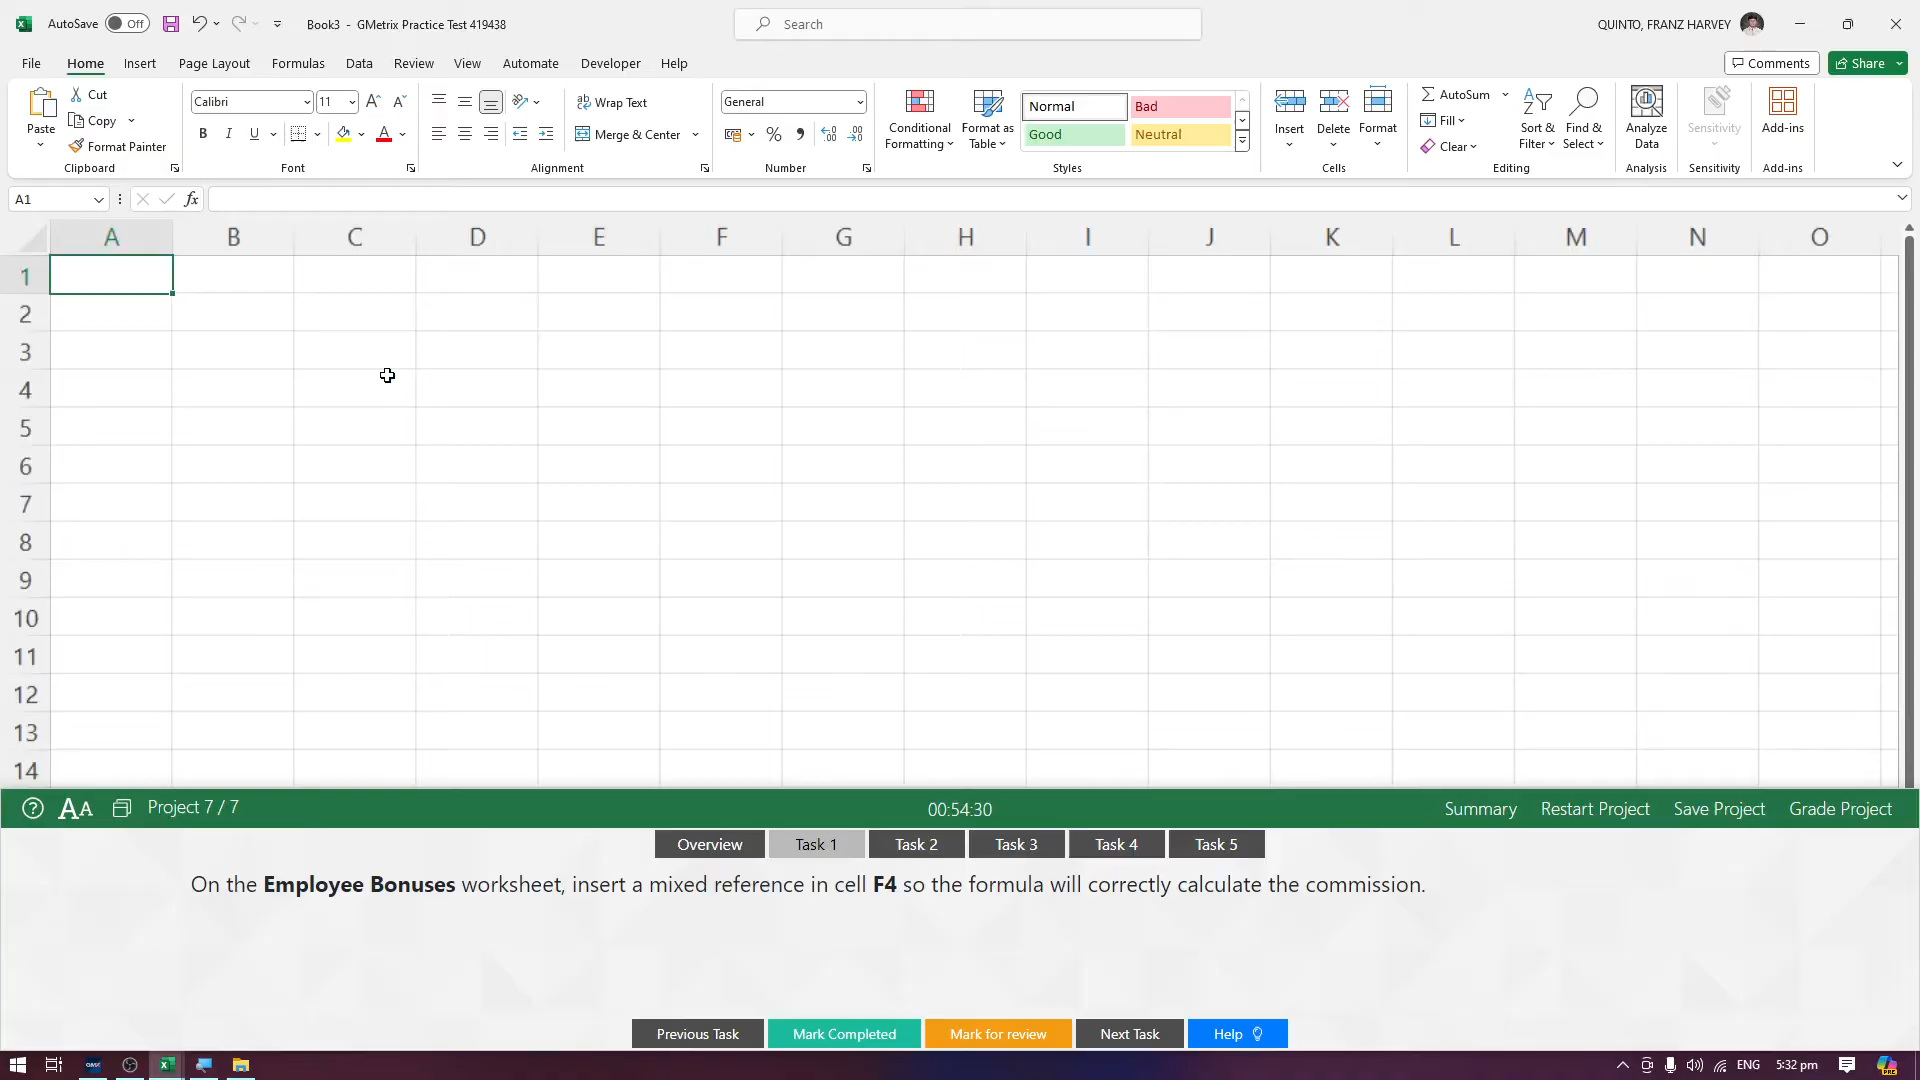 AutoSave Off Book3 - GMetrix Practice Test 419438 Search QUINTO, FRANZ HARVEY
File Home Insert Page Layout Formulas Data Review View Automate Developer Help Comments Share
Paste
Cut
Copy
Format Painter
Clipboard
Calibri 11
B I U
Font
Wrap Text
Merge & Center
Alignment
General
Number
Conditional Formatting
Format as Table
Normal Bad
Good Neutral
Styles
Insert Delete Format
Cells
AutoSum
Fill
Clear
Sort & Filter
Find & Select
Editing
Analyze Data
Analysis
Sensitivity
Sensitivity
Add-ins
Add-ins
A1 fx
A B C D E F G H I J K L M N O
1
2
3
4
5
6
7
8
9
10
11
12
13
14
Project 7 / 7 00:54:30 Summary Restart Project Save Project Grade Project
Overview Task 1 Task 2 Task 3 Task 4 Task 5
On the Employee Bonuses worksheet, insert a mixed reference in cell F4 so the formula will correctly calculate the commission.
Previous Task Mark Completed Mark for review Next Task Help
ENG 5:32 pm